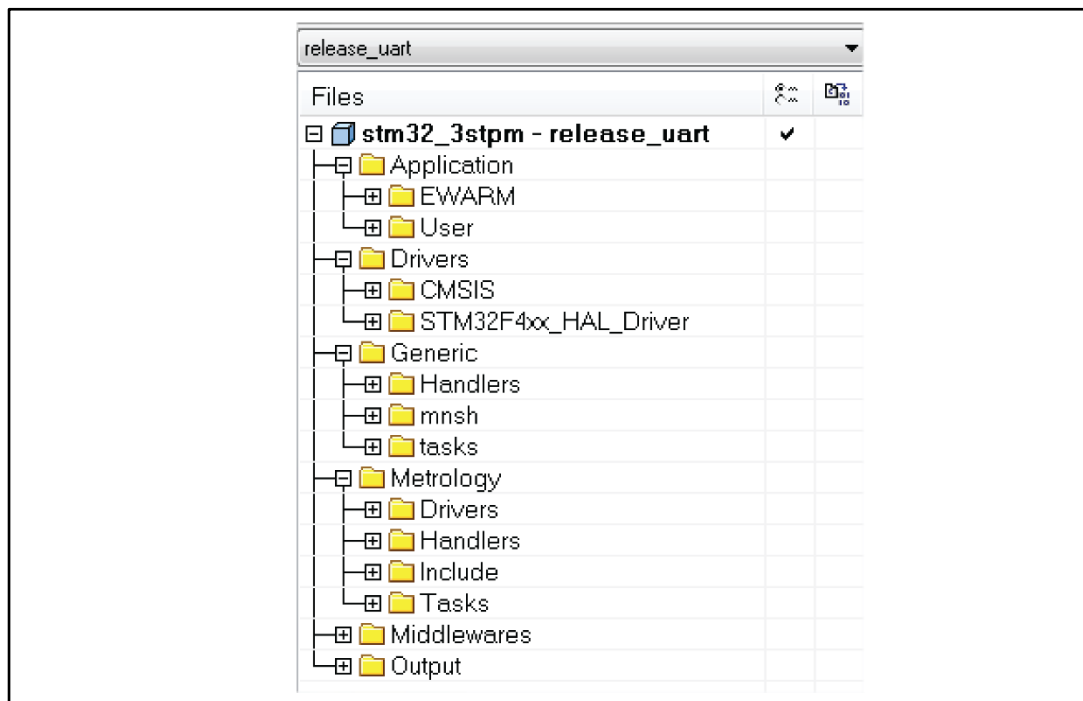 release_uart
Files
stm32_3stpm - release_uart
Application
EWARM
User
Drivers
CMSIS
STM32F4xx_HAL_Driver
Generic
Handlers
mnsh
tasks
Metrology
Drivers
Handlers
Include
Tasks
Middlewares
Output